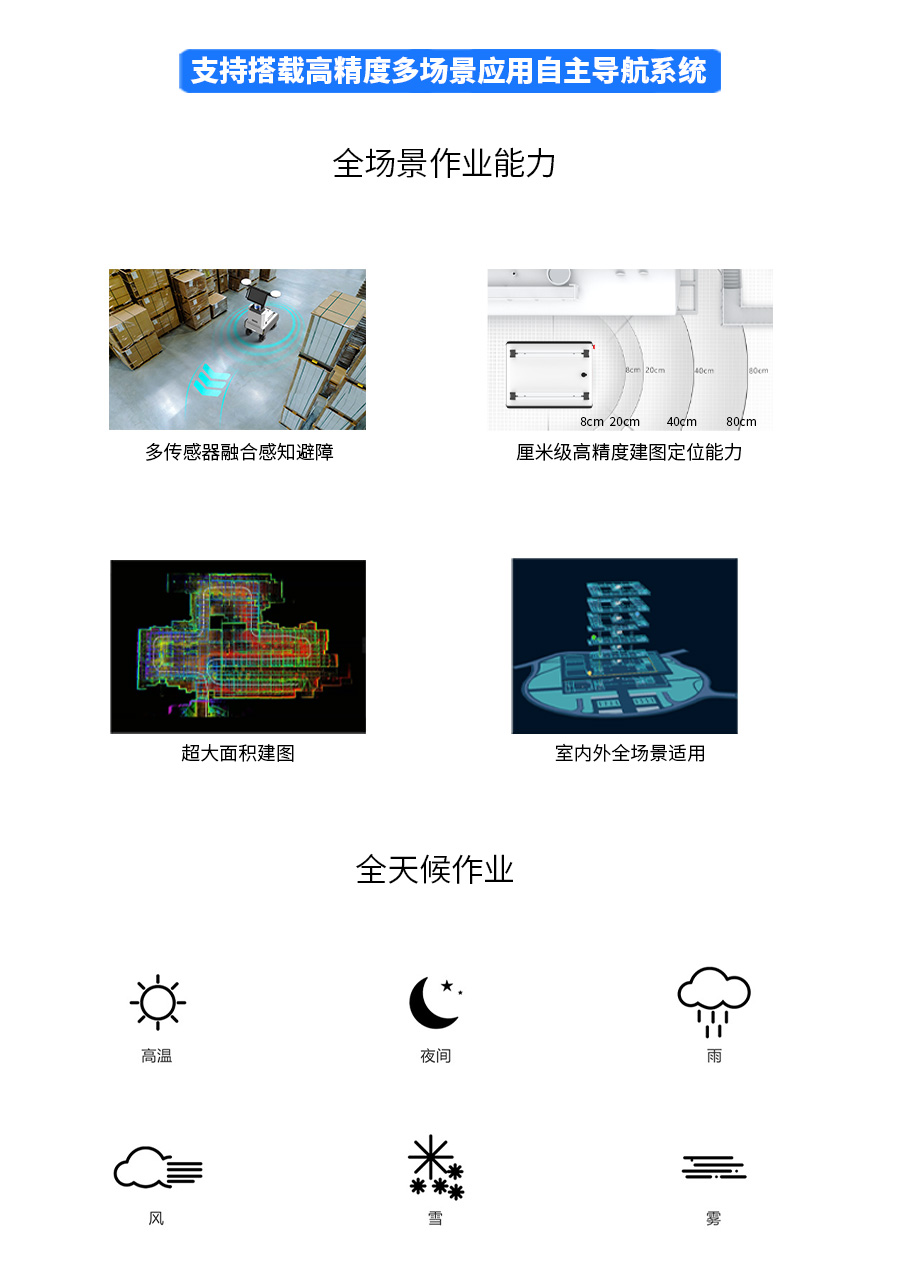 支持搭载高精度多场景应用自主导航系统
全场景作业能力
8cm 20cm 40cm 80cm
8cm 20cm 40cm 80cm
多传感器融合感知避障
厘米级高精度建图定位能力
超大面积建图
室内外全场景适用
全天候作业
高温
夜间
雨
风
雪
雾